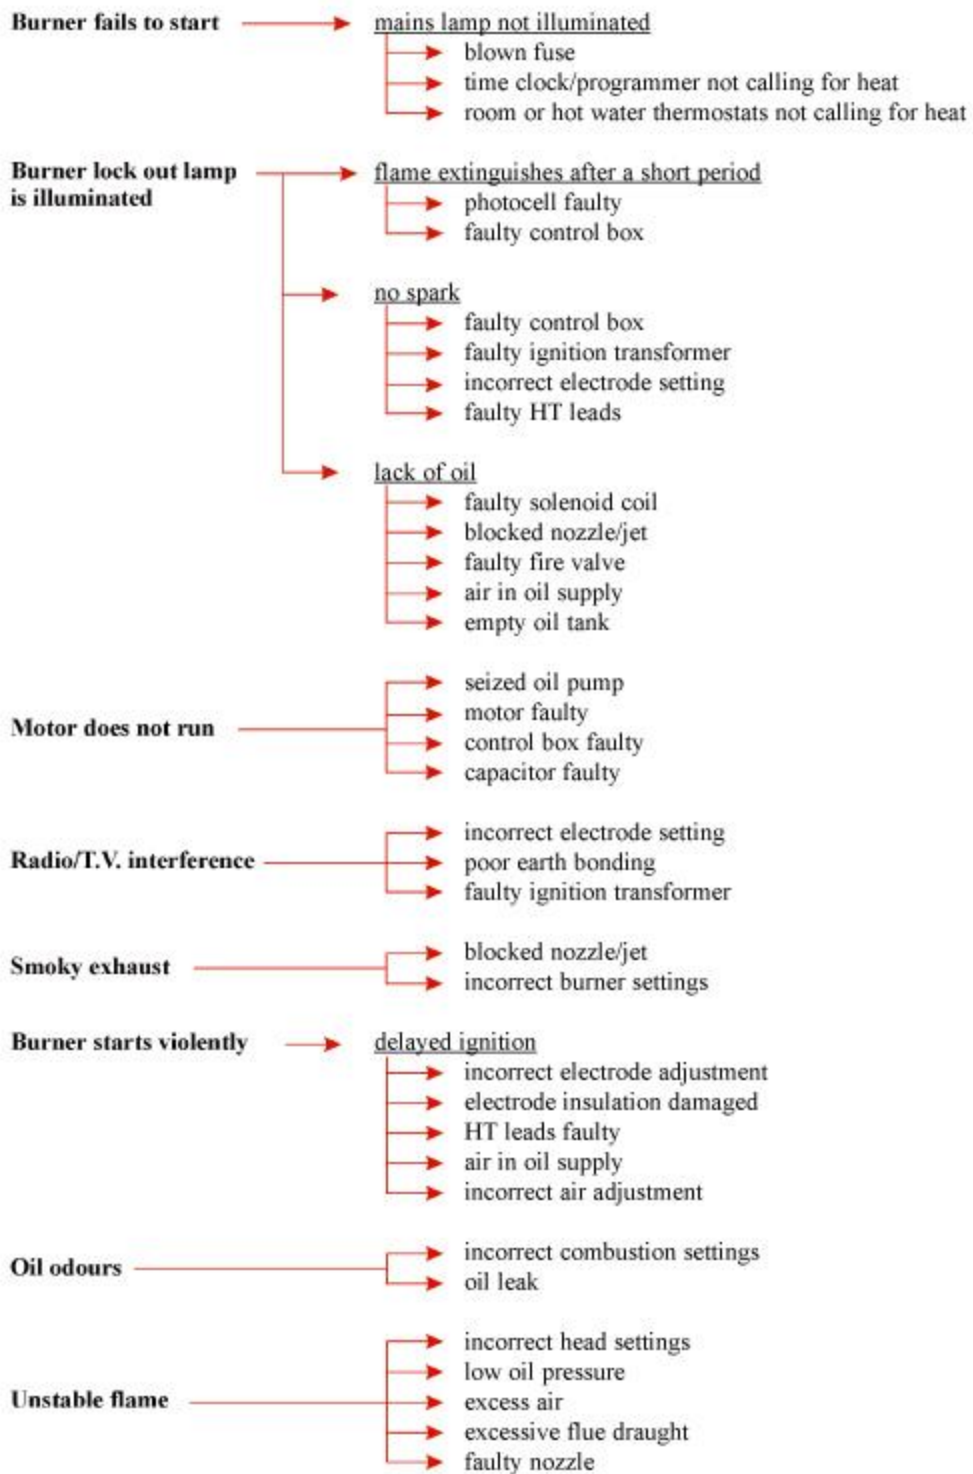 Burner fails to start
mains lamp not illuminated
blown fuse
time clock/programmer not calling for heat
room or hot water thermostats not calling for heat
Burner lock out lamp
is illuminated
flame extinguishes after a short period
photocell faulty
faulty control box
no spark
faulty control box
faulty ignition transformer
incorrect electrode setting
faulty HT leads
lack of oil
faulty solenoid coil
blocked nozzle/jet
faulty fire valve
air in oil supply
empty oil tank
Motor does not run
seized oil pump
motor faulty
control box faulty
capacitor faulty
Radio/T.V. interference
incorrect electrode setting
poor earth bonding
faulty ignition transformer
Smoky exhaust
blocked nozzle/jet
incorrect burner settings
Burner starts violently
delayed ignition
incorrect electrode adjustment
electrode insulation damaged
HT leads faulty
air in oil supply
incorrect air adjustment
Oil odours
incorrect combustion settings
oil leak
Unstable flame
incorrect head settings
low oil pressure
excess air
excessive flue draught
faulty nozzle